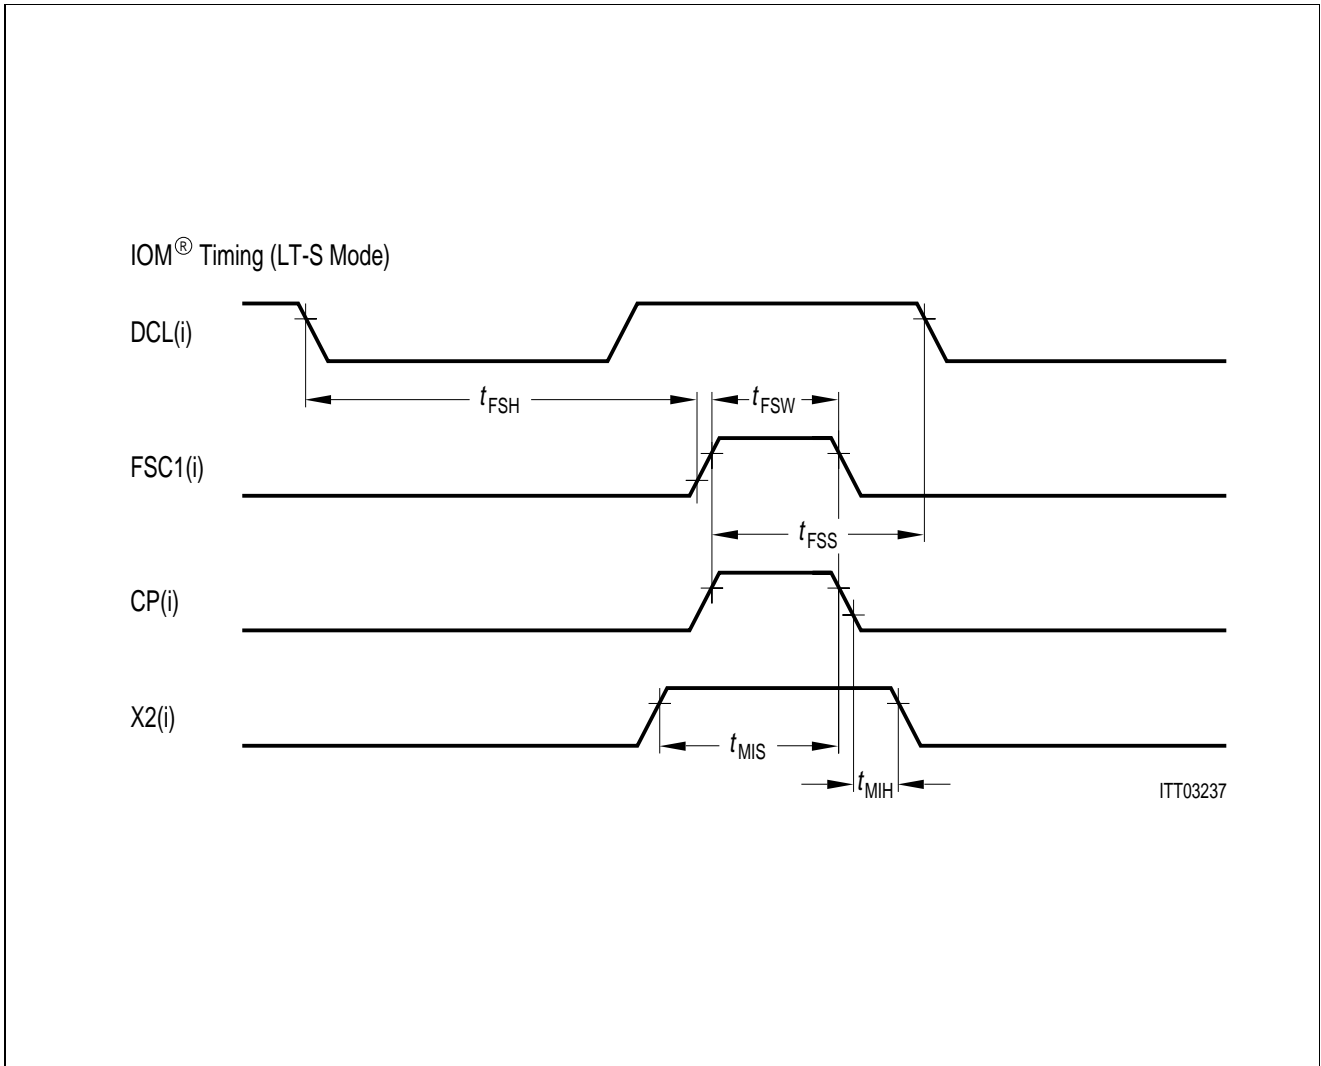 IOM® Timing (LT-S Mode)
DCL(i)
tFSH
tFSW
FSC1(i)
tFSS
CP(i)
X2(i)
tMIS
tMIH
ITT03237